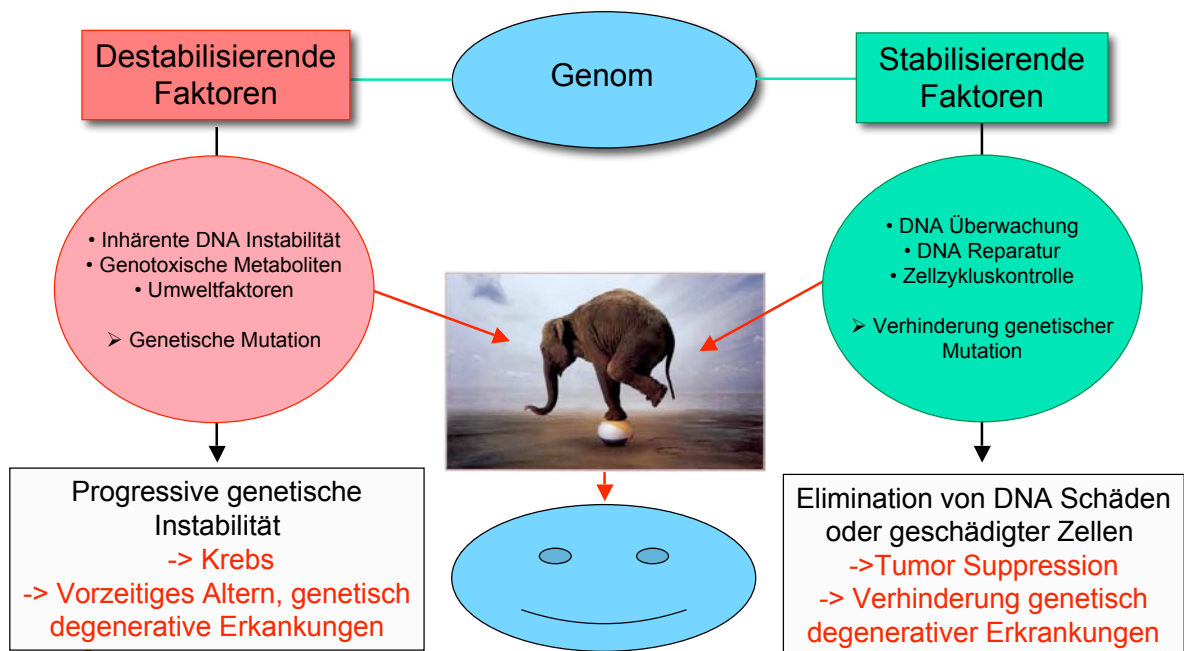 Destabilisierende
Faktoren
Genom
Stabilisierende
Faktoren
• Inhärente DNA Instabilität
• Genotoxische Metaboliten
• Umweltfaktoren
➢ Genetische Mutation
• DNA Überwachung
• DNA Reparatur
• Zellzykluskontrolle
➢ Verhinderung genetischer
Mutation
Progressive genetische
Instabilität
-> Krebs
-> Vorzeitiges Altern, genetisch
degenerative Erkankungen
Elimination von DNA Schäden
oder geschädigter Zellen
->Tumor Suppression
-> Verhinderung genetisch
degenerativer Erkrankungen